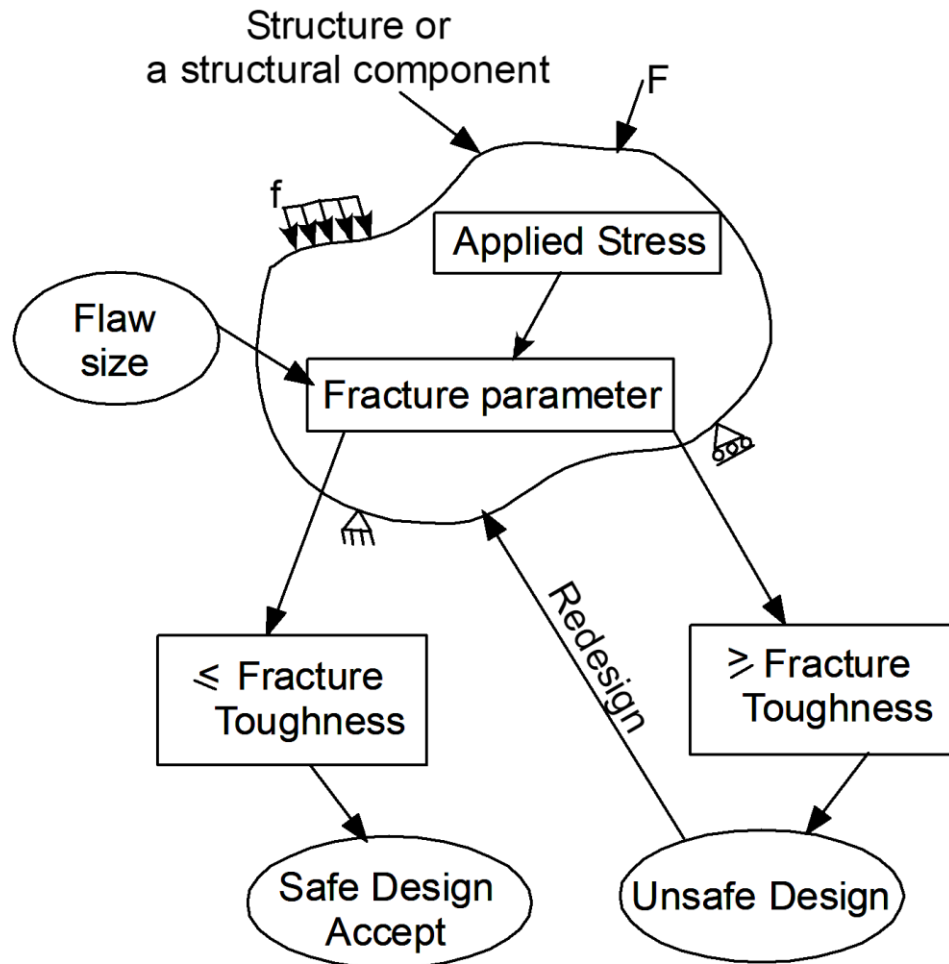 Structure or
a structural component
F
f
Applied Stress
Flaw
size
Fracture parameter
Redesign
⩽ Fracture
Toughness
⩾ Fracture
Toughness
Safe Design
Accept
Unsafe Design